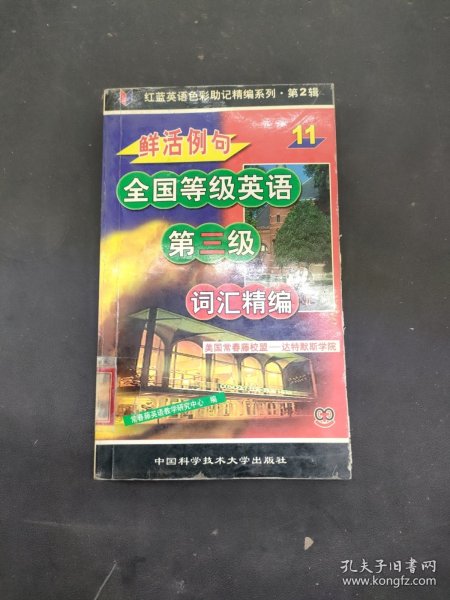 红蓝英语色彩助记精编系列·第2辑
鲜活例句
11
全国等级英语
第三级
词汇精编
美国常春藤校盟——达特默斯学院
常春藤英语教学研究中心 编
中国科学技术大学出版社
孔夫子旧书网
www.kongfz.com